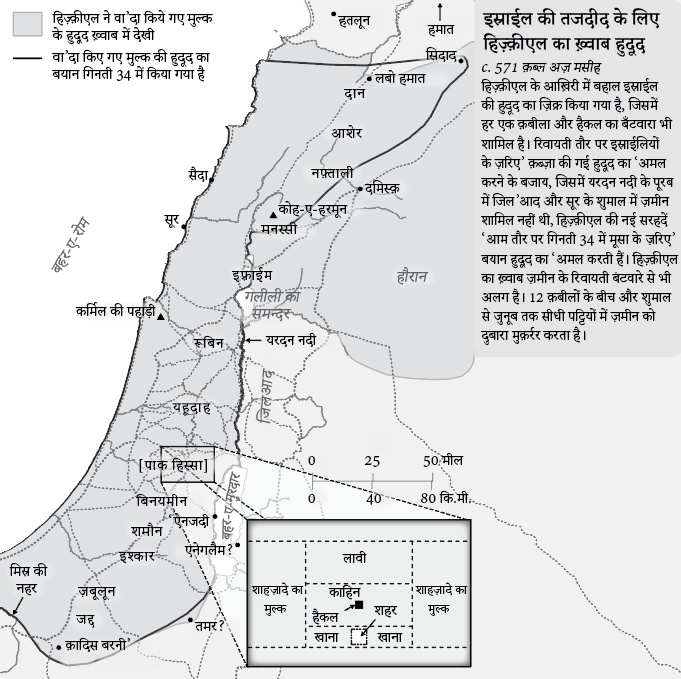 हिज़्क़ीएल ने वा'दा किये गए मुल्क
के हुदूद ख़्वाब में देखी
वा'दा किए गए मुल्क की हुदूद का
बयान गिनती 34 में किया गया है
इस्राईल की तजदीद के लिए
हिज़्क़ीएल का ख़्वाब हुदूद
c. 571 क़ब्ल अज़ मसीह
हिज़्क़ीएल के आख़िरी में बहाल इस्राईल
की हुदूद का ज़िक्र किया गया है, जिसमें
हर एक क़बीला और हैकल का बँटवारा भी
शामिल है। रिवायती तौर पर इस्राईलियों
के ज़रिए' क़ब्ज़ा की गई हुदूद का 'अमल
करने के बजाय, जिसमें यरदन नदी के पूरब
में जिल'आद और सूर के शुमाल में ज़मीन
शामिल नहीं थी, हिज़्क़ीएल की नई सरहदें
'आम तौर पर गिनती 34 में मूसा के ज़रिए'
बयान हुदूद का 'अमल करती हैं। हिज़्क़ीएल
का ख़्वाब ज़मीन के रिवायती बंटवारे से भी
अलग है। 12 क़बीलों के बीच और शुमाल
से जुनूब तक सीधी पट्टियों में ज़मीन को
दुबारा मुक़र्रर करता है।
हतलून
हमात
सिदाद
लबो हमात
दान
आशेर
नफ़्ताली
सैदा
दमिस्क़
कोह-ए-हरमून
मनस्सी
सूर
बहर-ए-रोम
इफ़्राईम
हौरान
गलीली का
समन्दर
कर्मिल की पहाड़ी
रूबिन
यरदन नदी
जिल'आद
यहूदाह
[पाक हिस्सा]
0 25 50 मील
0 40 80 कि.मी.
बिनयमीन
'ऐनजदी
बहर-ए-मुरदार
शमौन
ऐनेगलैम?
इश्कार
मिस्र की
नहर
ज़बूलून
जद्द
तमर?
क़ादिस बरनी'
लावी
शाहज़ादे का
मुल्क
काहिन
हैकल
शहर
खाना
खाना
शाहज़ादे का
मुल्क